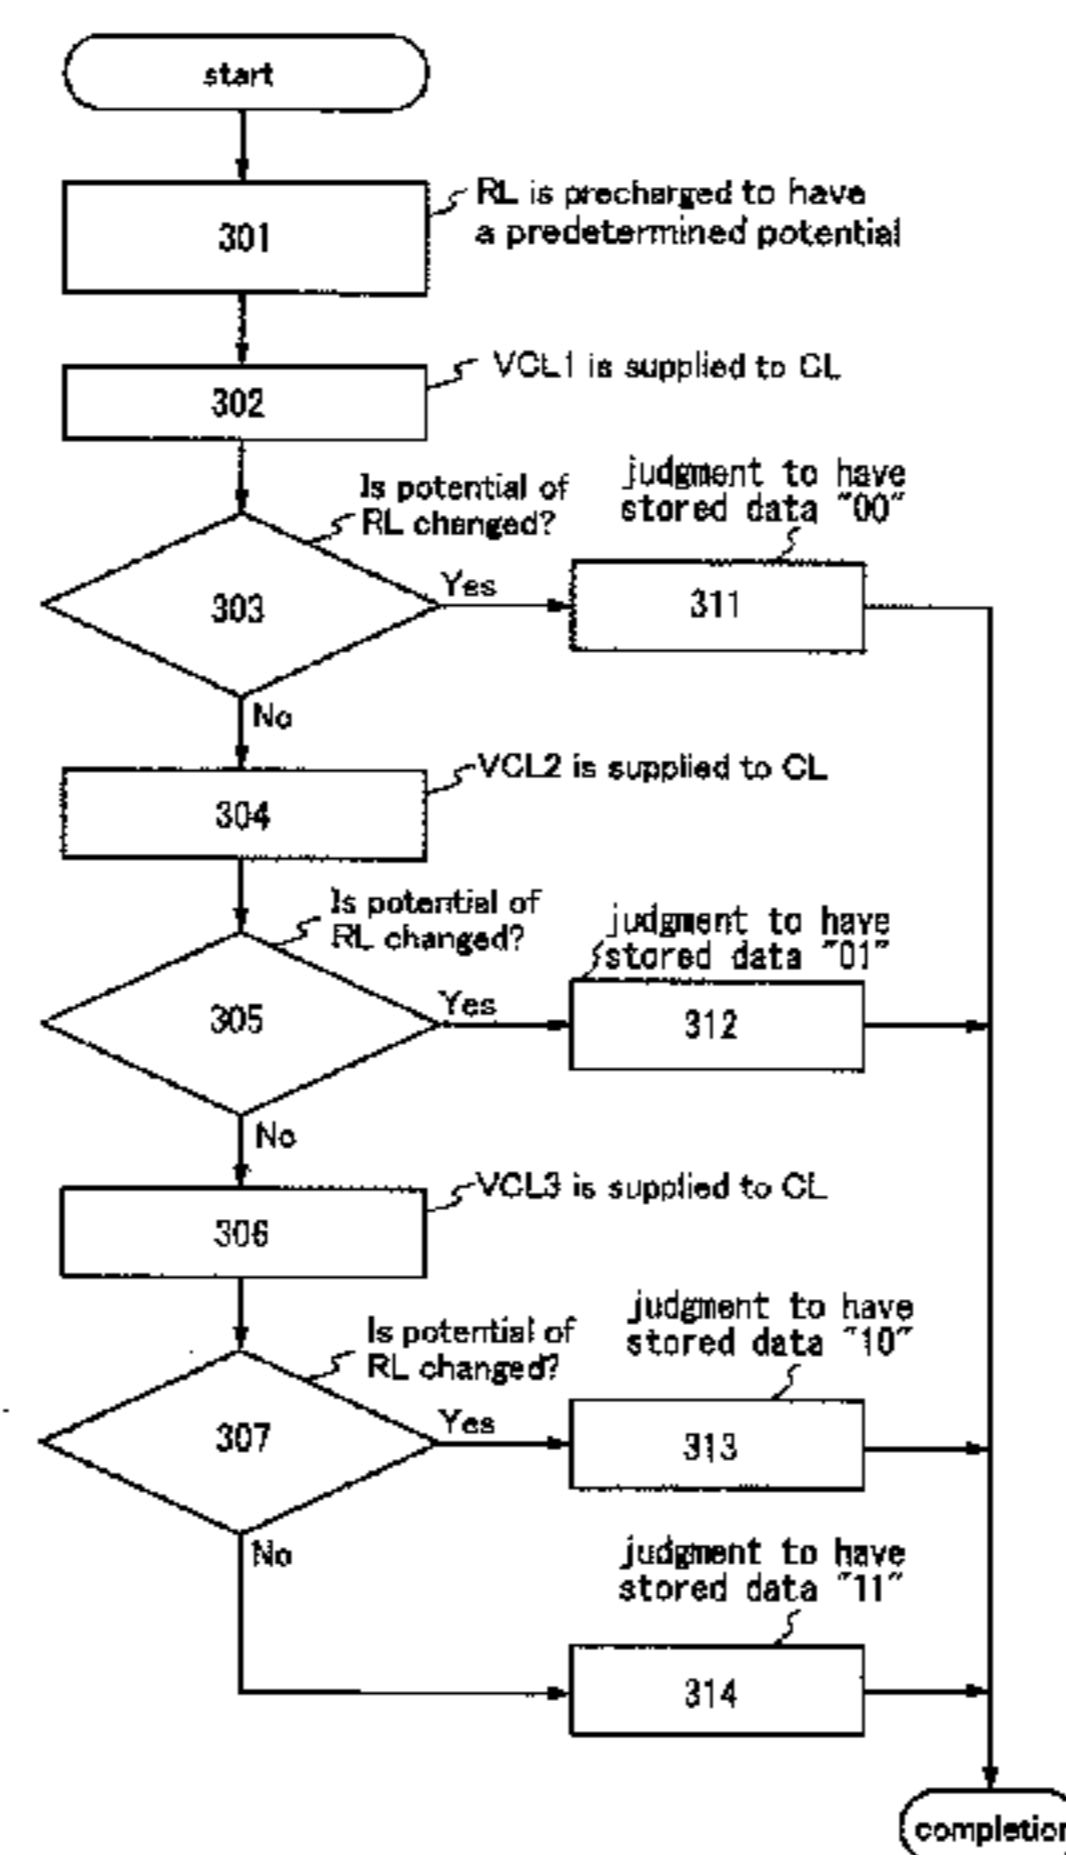 start
301
RL is precharged to have
a predetermined potential
302
VCL1 is supplied to CL
Is potential of
RL changed?
judgment to have
stored data "00"
303
Yes
311
No
304
VCL2 is supplied to CL
Is potential of
RL changed?
judgment to have
stored data "01"
305
Yes
312
No
306
VCL3 is supplied to CL
Is potential of
RL changed?
judgment to have
stored data "10"
307
Yes
313
No
judgment to have
stored data "11"
314
completion